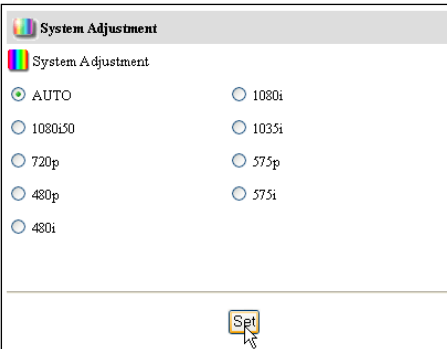 System Adjustment
System Adjustment
AUTO 1080i
1080i50 1035i
720p 575p
480p 575i
480i
Set